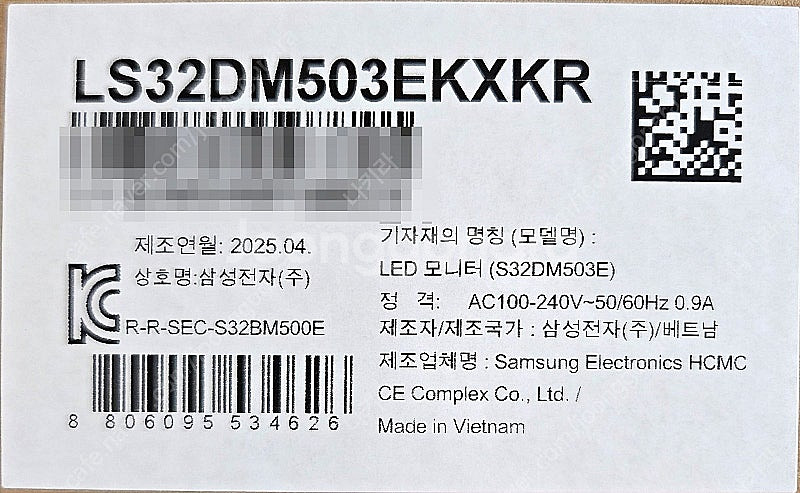 LS32DM503EKXKR
제조연월: 2025.04.
상호명:삼성전자(주)
R-R-SEC-S32BM500E
8 806095 534626
기자재의 명칭 (모델명) :
LED 모니터 (S32DM503E)
정 격: AC100-240V~50/60Hz 0.9A
제조자/제조국가 : 삼성전자(주)/베트남
제조업체명 : Samsung Electronics HCMC
CE Complex Co., Ltd. /
Made in Vietnam